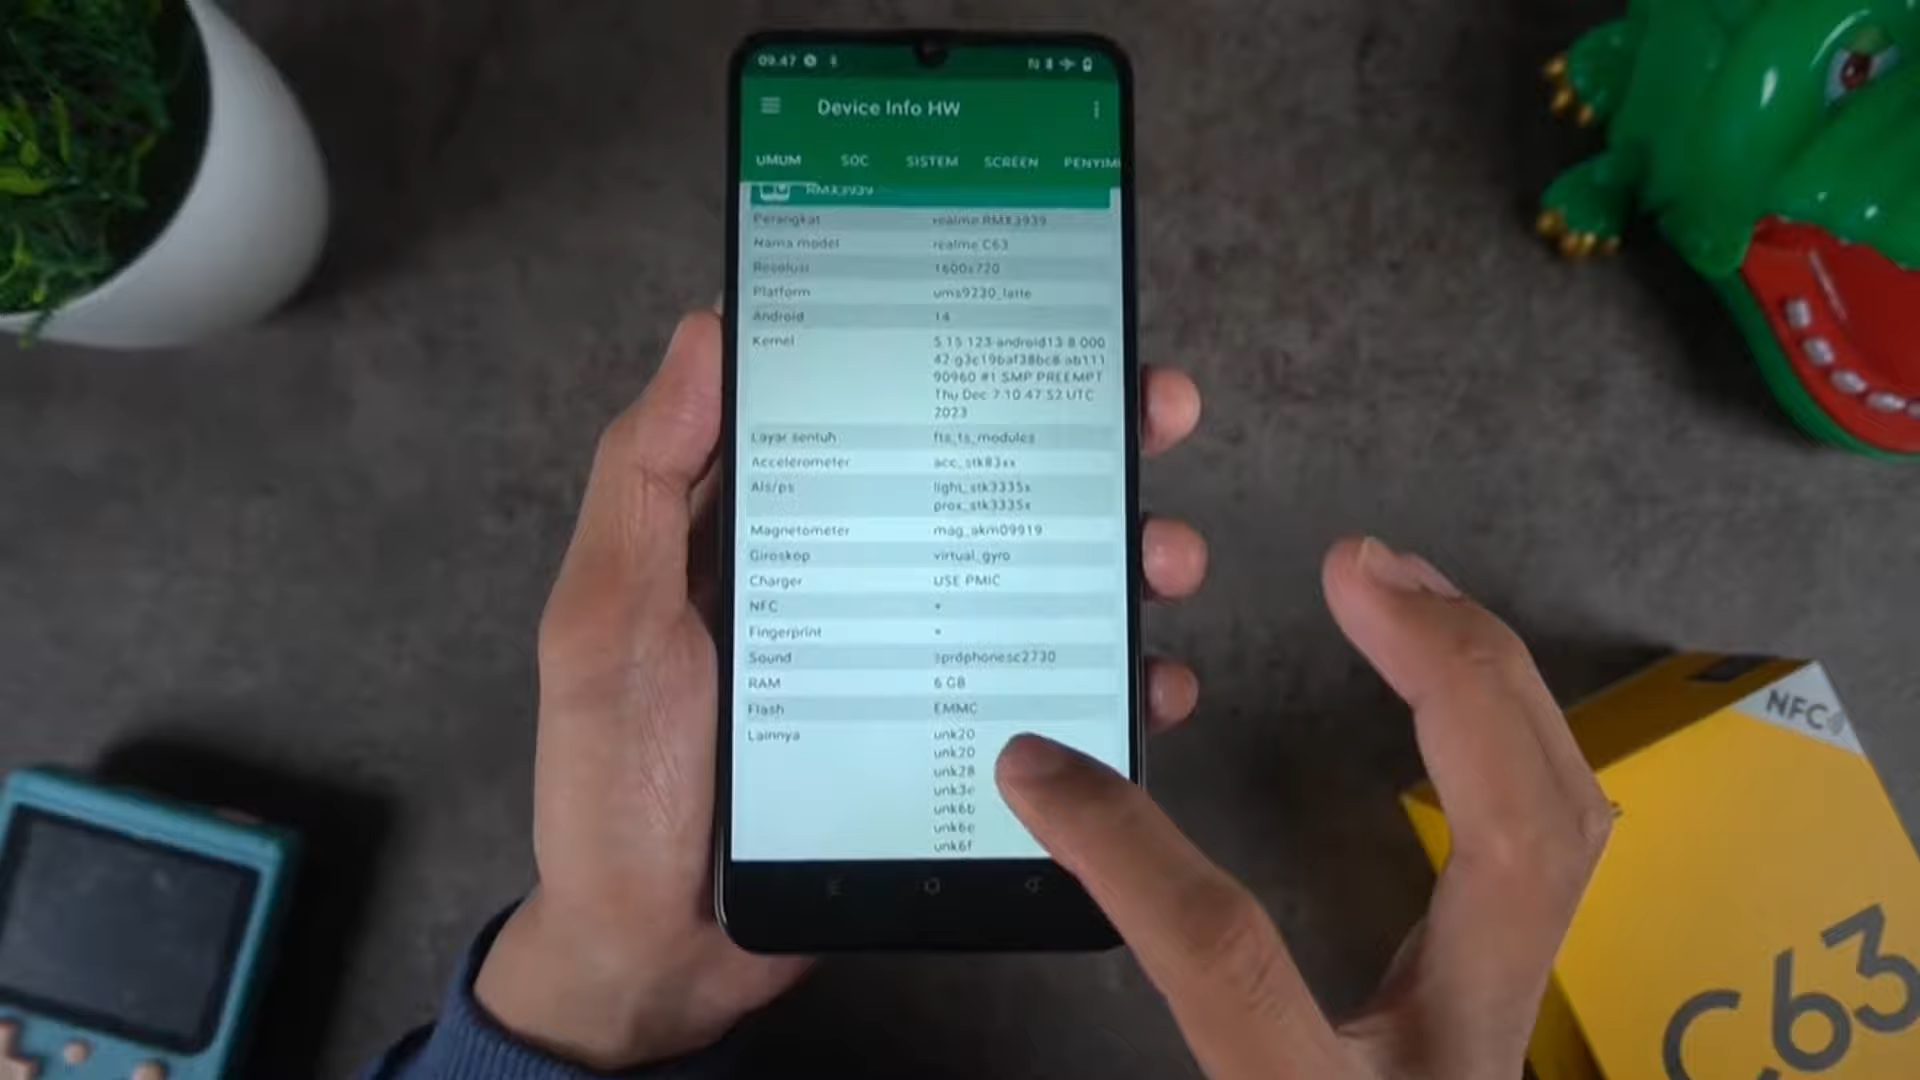 09.47
Device Info HW
UMUM SOC SISTEM SCREEN PENYIM
RMX3939
Perangkat realme RMX3939
Nama model realme C63
Resolusi 1600x720
Platform ums9230_latte
Android 14
Kernel 5.15.123-android13-8-000
42-g3c19baf38bc8-ab111
90960 #1 SMP PREEMPT
Thu Dec 7 10:47:52 UTC
2023
Layar sentuh fts_ts_modules
Accelerometer acc_stk83xx
Als/ps light_stk3335x
prox_stk3335x
Magnetometer mag_akm09919
Giroskop virtual_gyro
Charger USE PMIC
NFC +
Fingerprint +
Sound sprdphonesc2730
RAM 6 GB
Flash EMMC
Lainnya unk20
unk20
unk28
unk3e
unk6b
unk6e
unk6f
NFC
C63